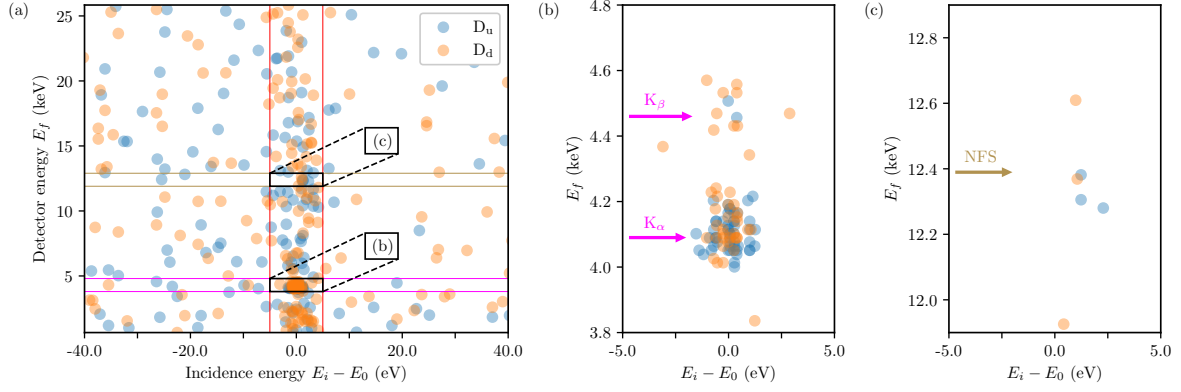 (a)
25
20
15
10
5
Detector energy E_f (keV)
D_u
D_d
(c)
(b)
-40.0
-20.0
0.0
20.0
40.0
Incidence energy E_i − E_0 (eV)
(b)
4.8
4.6
4.4
4.2
4.0
3.8
E_f (keV)
K_β
K_α
-5.0
0.0
5.0
E_i − E_0 (eV)
(c)
12.8
12.6
12.4
12.2
12.0
E_f (keV)
NFS
-5.0
0.0
5.0
E_i − E_0 (eV)